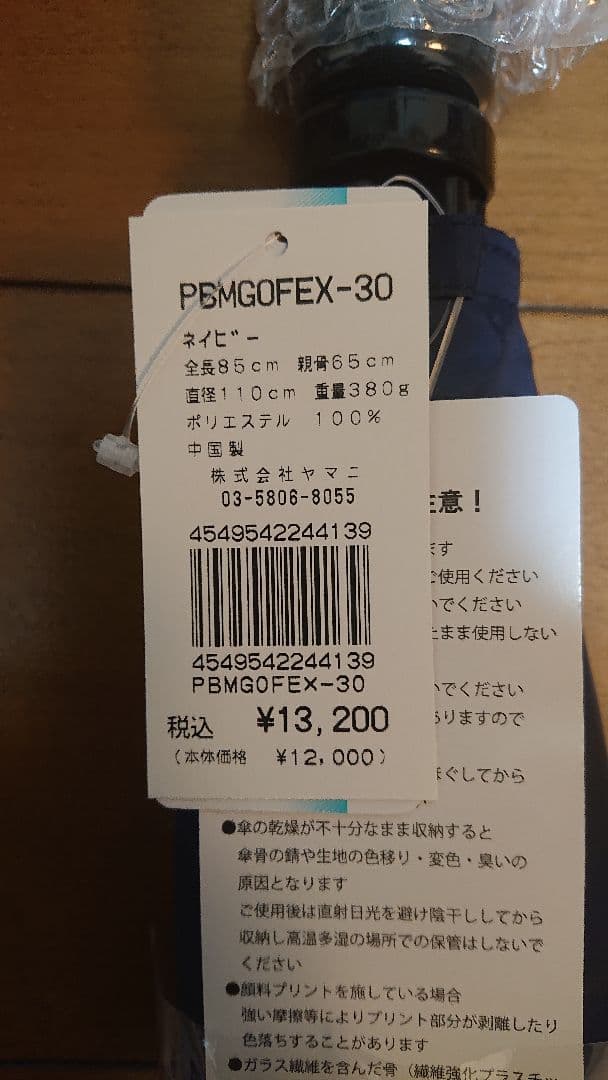 PBMGOFEX-30
ネイビー
全長85cm 親骨65cm
直径110cm 重量380g
ポリエステル 100%
中国製
株式会社ヤマニ
03-5806-8055
4549542244139
4549542244139
PBMGOFEX-30
税込 ¥13,200
(本体価格 ¥12,000)
意!
ます
ご使用ください
いでください
たまま使用しない
いでください
ありますので
ほぐしてから
●傘の乾燥が不十分なまま収納すると
傘骨の錆や生地の色移り・変色・臭いの
原因となります
ご使用後は直射日光を避け陰干ししてから
収納し高温多湿の場所での保管はしないで
ください
●顔料プリントを施している場合
強い摩擦等によりプリント部分が剥離したり
色落ちすることがあります
●ガラス繊維を含んだ骨(繊維強化プラスチッ